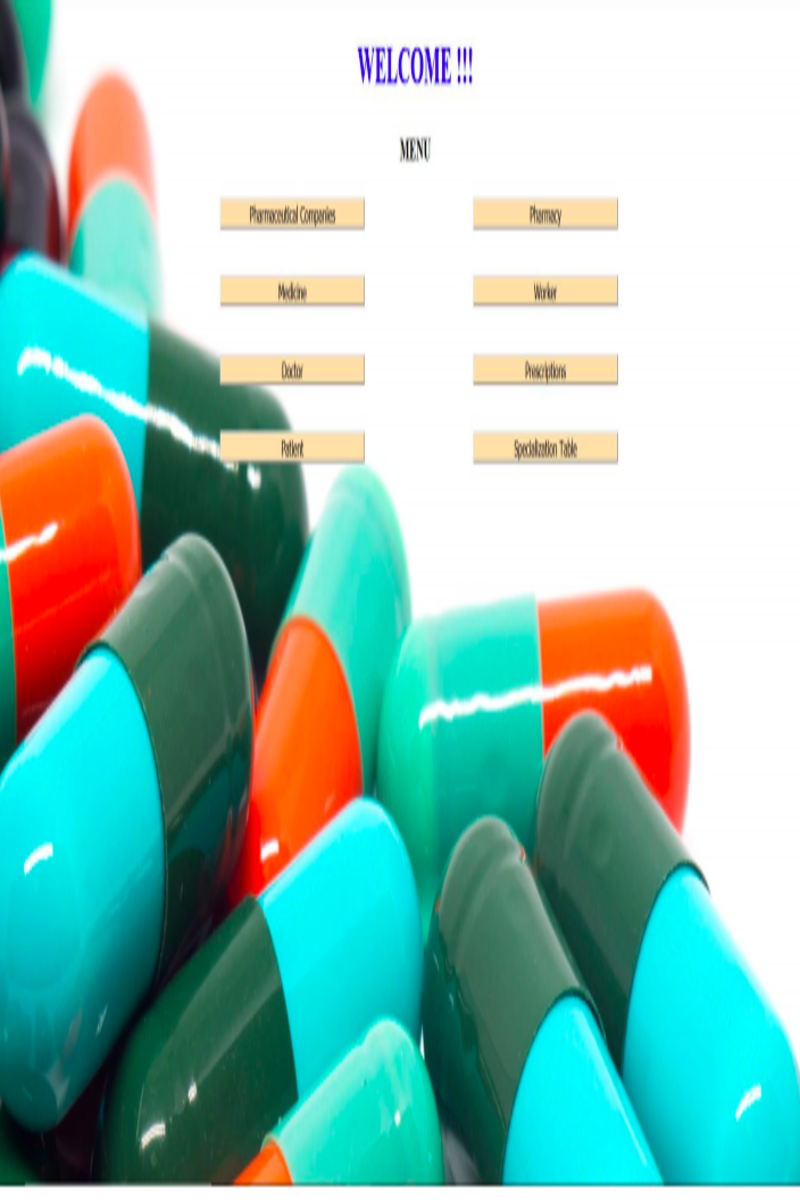 WELCOME !!!
MENU
Pharmaceutical Companies
Pharmacy
Medicine
Worker
Doctor
Prescriptions
Patient
Specialization Table